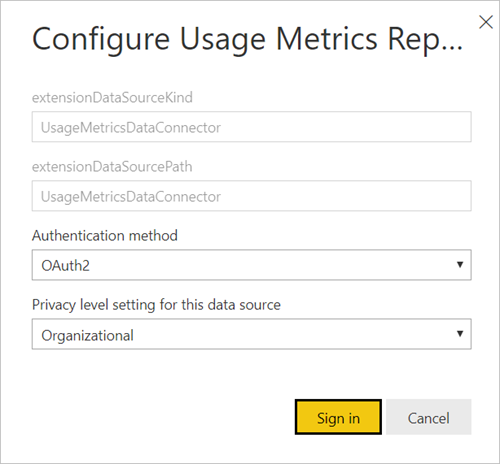 Configure Usage Metrics Rep...
extensionDataSourceKind
UsageMetricsDataConnector
extensionDataSourcePath
UsageMetricsDataConnector
Authentication method
OAuth2
Privacy level setting for this data source
Organizational
Sign in Cancel